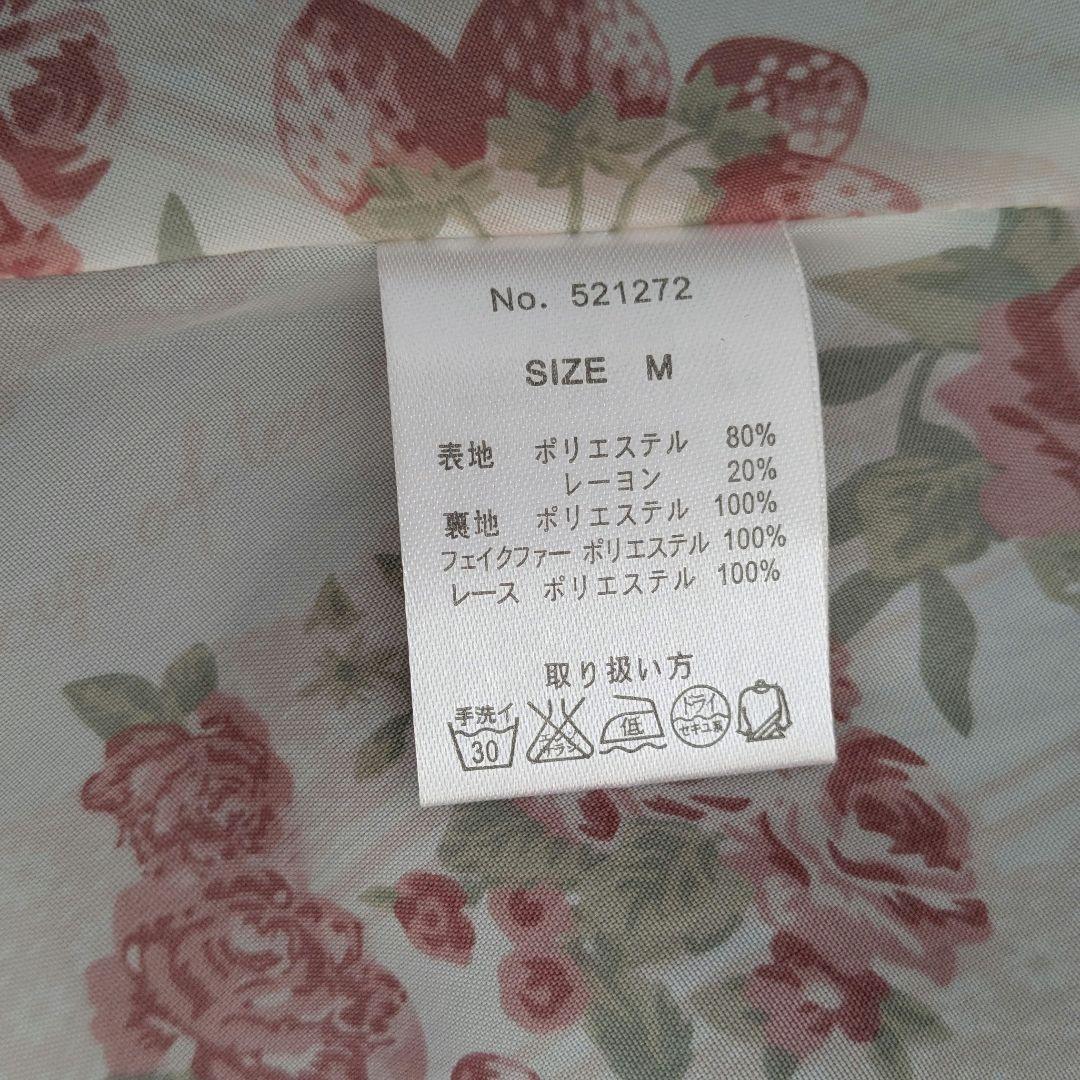 No. 521272
SIZE M
表地 ポリエステル 80%
レーヨン 20%
裏地 ポリエステル 100%
フェイクファー ポリエステル 100%
レース ポリエステル 100%
取り扱い方
手洗イ 30 低 ドライ セキユ系